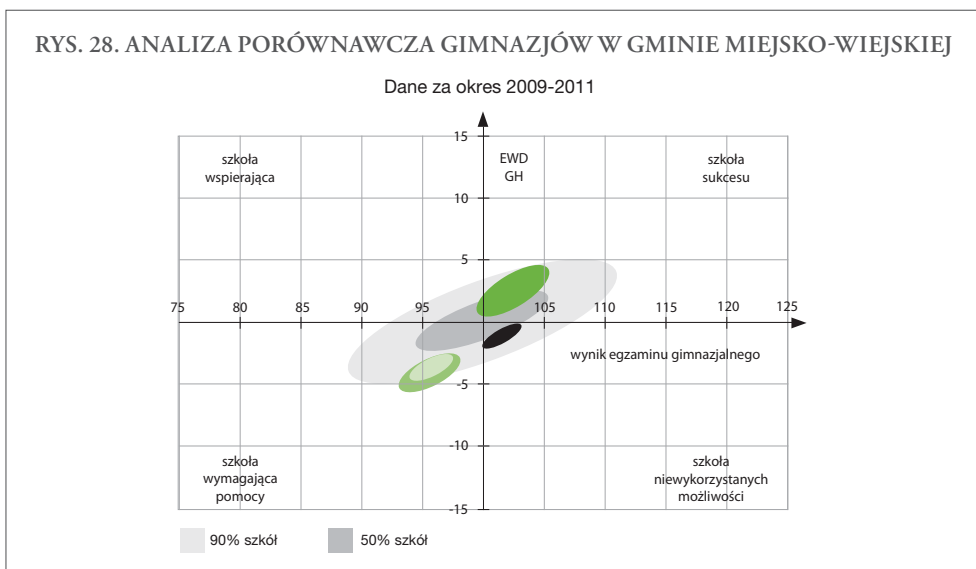 RYS. 28. ANALIZA PORÓWNAWCZA GIMNAZJÓW W GMINIE MIEJSKO-WIEJSKIEJ
Dane za okres 2009-2011
15
szkoła
wspierająca
EWD
GH
szkoła
sukcesu
10
5
75 80 85 90 95 105 110 115 120 125
wynik egzaminu gimnazjalnego
-5
-10
szkoła
wymagająca
pomocy
szkoła
niewykorzystanych
możliwości
-15
90% szkół 50% szkół